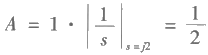 A = 1 · |1/s|_{s=j2} = 1/2